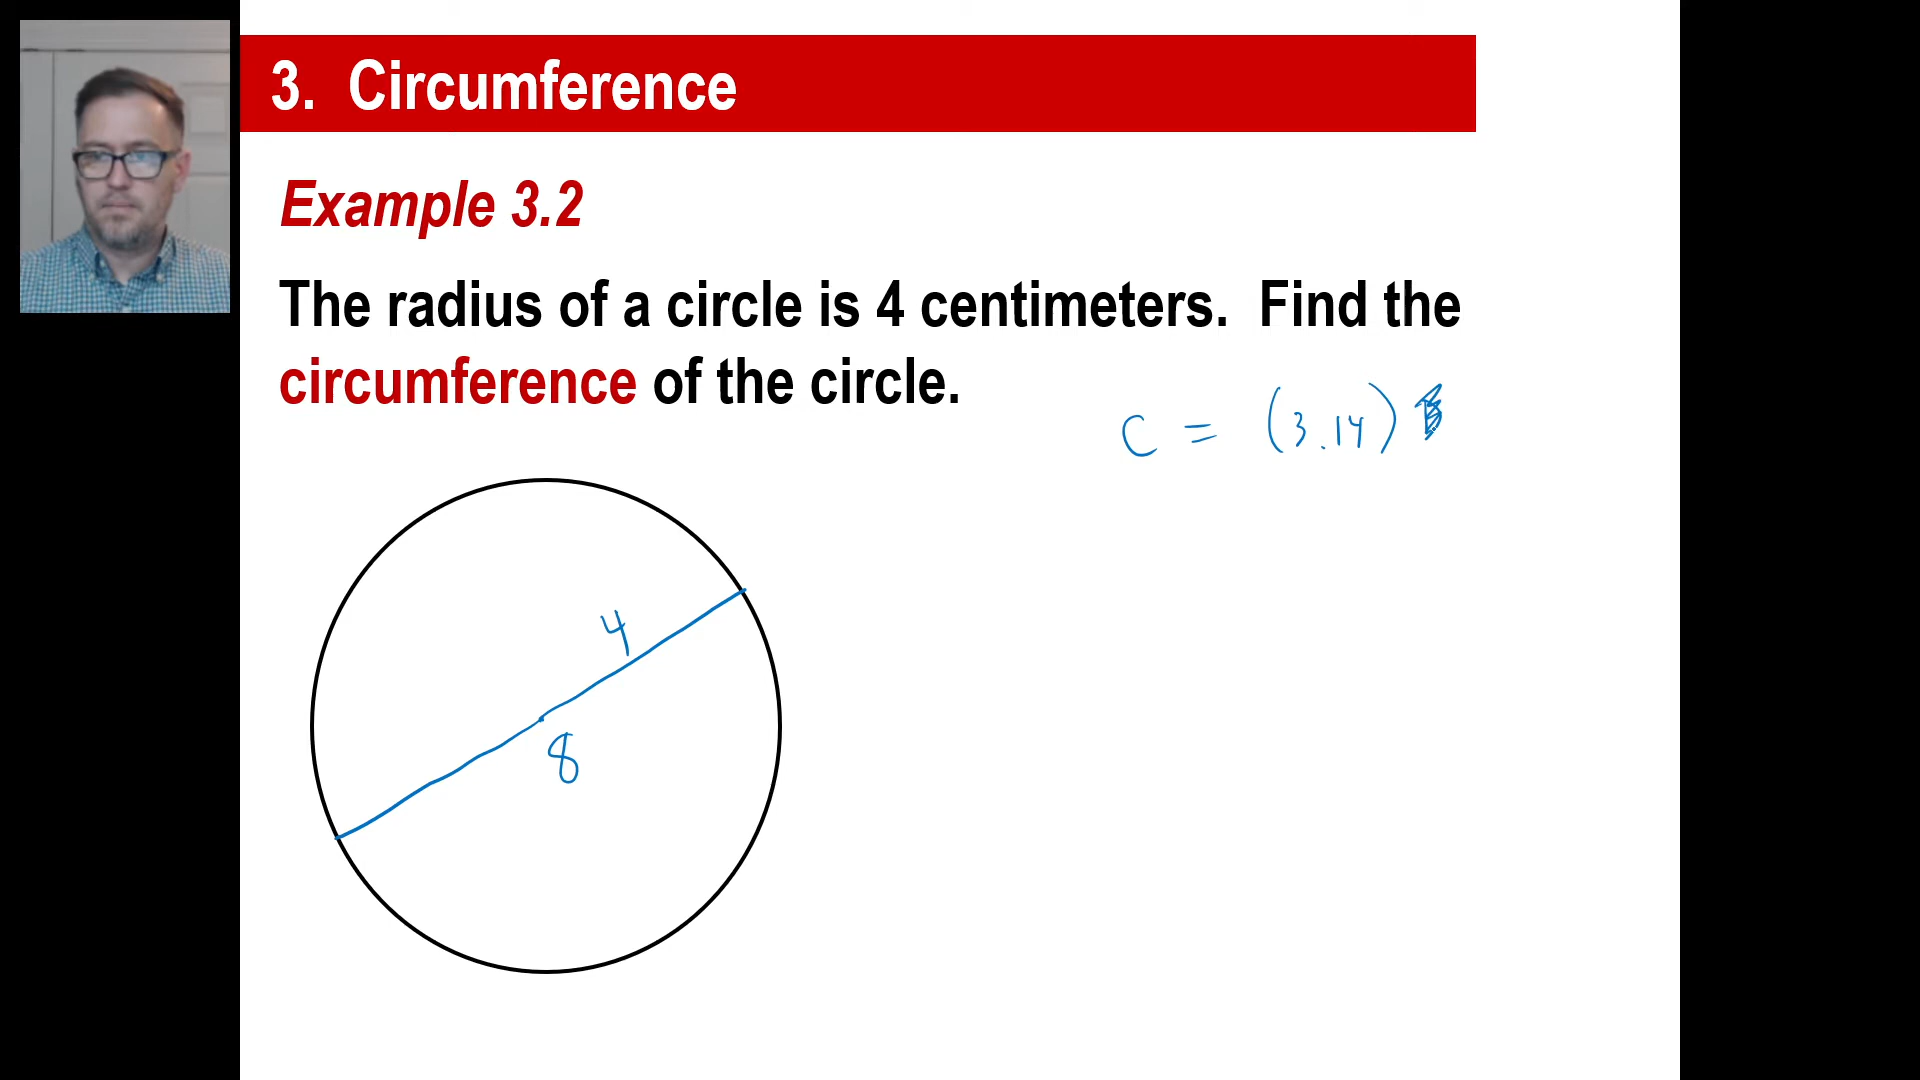 3. Circumference
Example 3.2
The radius of a circle is 4 centimeters. Find the
circumference of the circle.
C = (3.14)
4
8